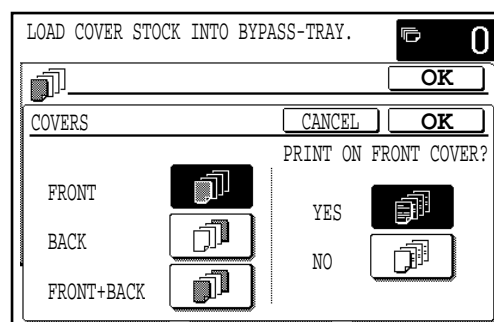 LOAD COVER STOCK INTO BYPASS-TRAY.
0
OK
COVERS
CANCEL
OK
PRINT ON FRONT COVER?
FRONT
YES
BACK
NO
FRONT+BACK